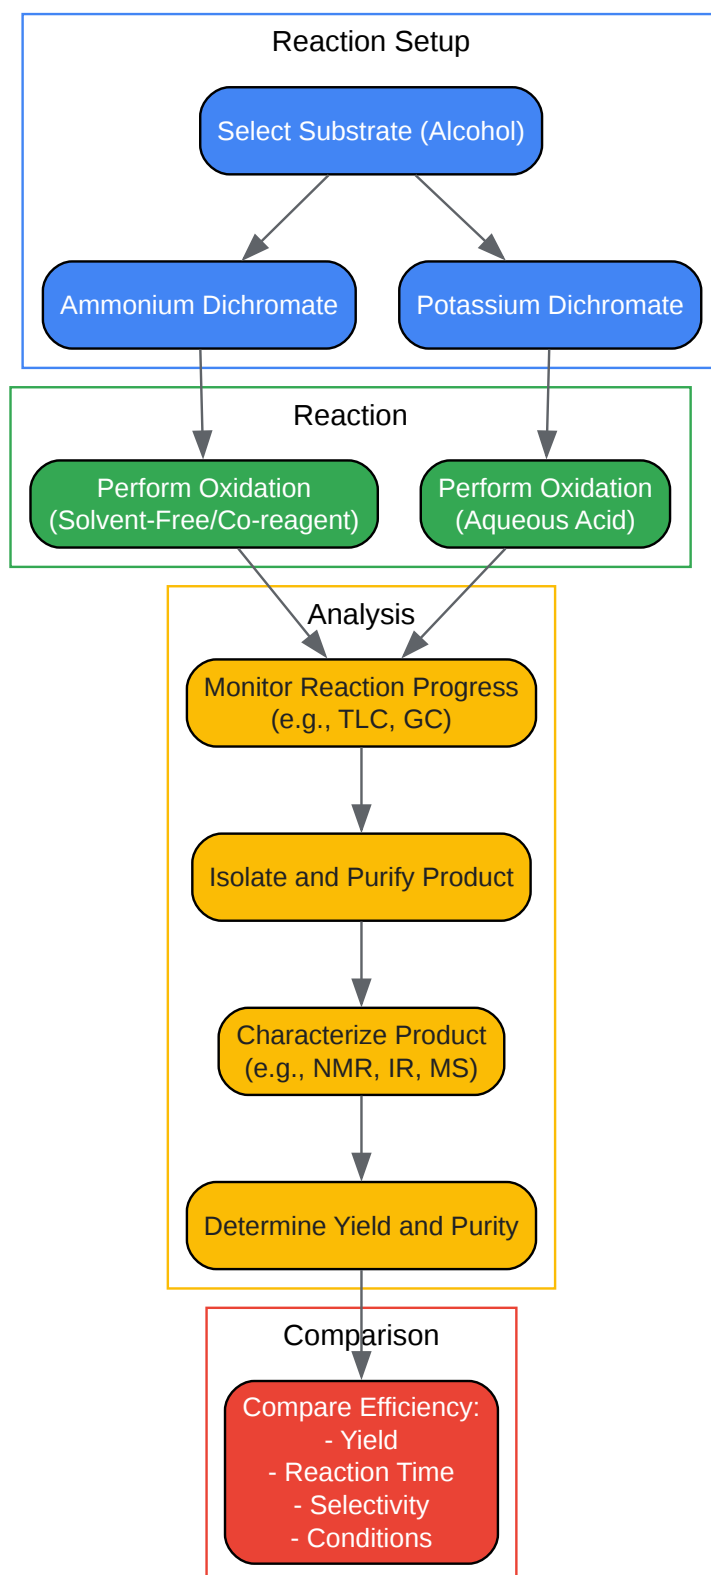 Reaction Setup
Select Substrate (Alcohol)
Ammonium Dichromate
Potassium Dichromate
Reaction
Perform Oxidation
(Solvent-Free/Co-reagent)
Perform Oxidation
(Aqueous Acid)
Analysis
Monitor Reaction Progress
(e.g., TLC, GC)
Isolate and Purify Product
Characterize Product
(e.g., NMR, IR, MS)
Determine Yield and Purity
Comparison
Compare Efficiency:
- Yield
- Reaction Time
- Selectivity
- Conditions